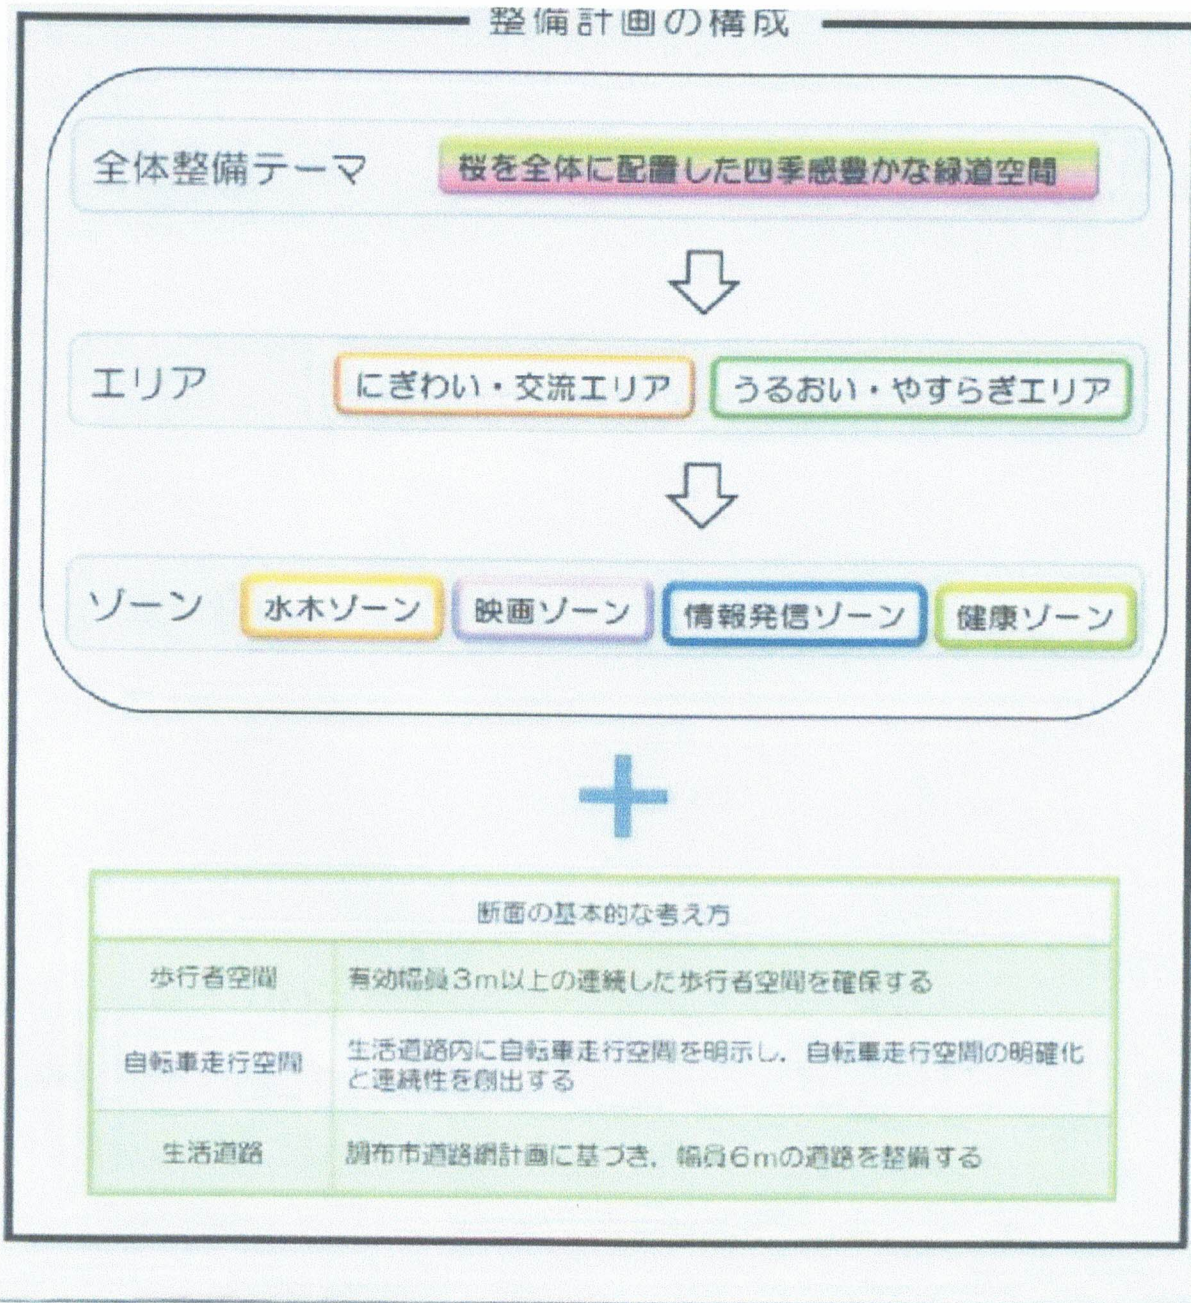 整備計画の構成
全体整備テーマ
桜を全体に配置した四季感豊かな緑道空間
エリア
にぎわい・交流エリア
うるおい・やすらぎエリア
ゾーン
水木ゾーン
映画ゾーン
情報発信ゾーン
健康ゾーン
断面の基本的な考え方
歩行者空間
有効幅員3m以上の連続した歩行者空間を確保する
自転車走行空間
生活道路内に自転車走行空間を明示し，自転車走行空間の明確化
と連続性を創出する
生活道路
調布市道路網計画に基づき，幅員6mの道路を整備する